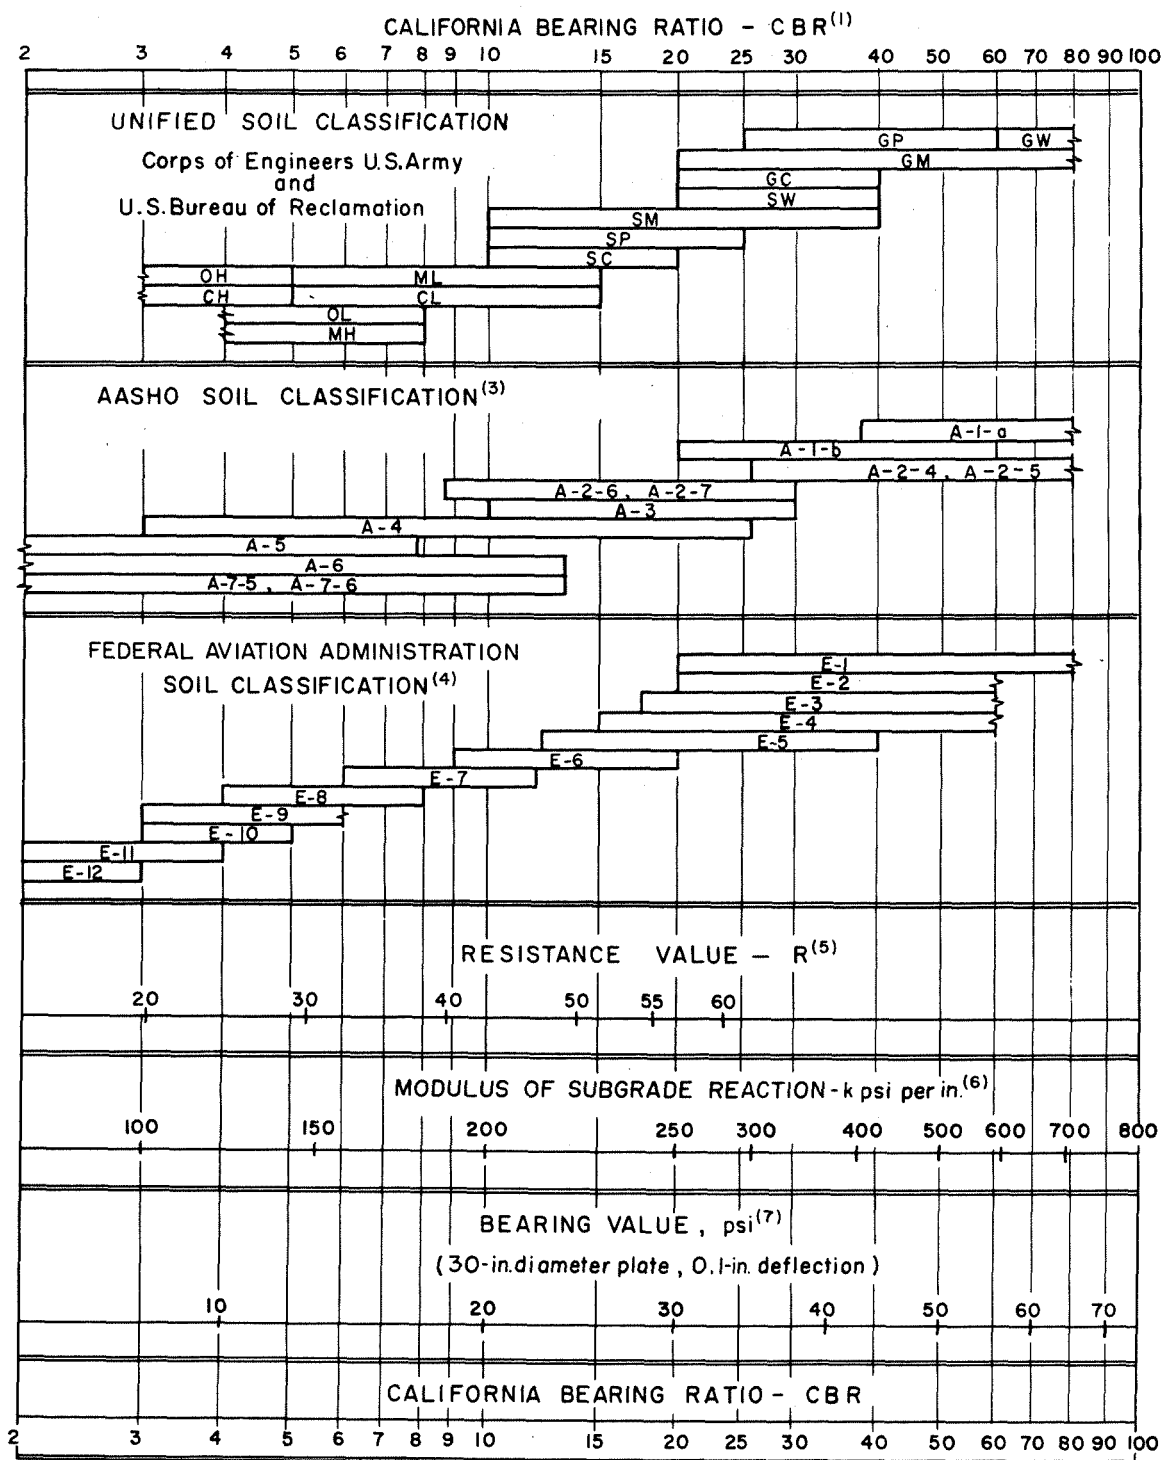 CALIFORNIA BEARING RATIO - CBR(1)
2 3 4 5 6 7 8 9 10 15 20 25 30 40 50 60 70 80 90 100
UNIFIED SOIL CLASSIFICATION
Corps of Engineers U.S.Army
and
U.S.Bureau of Reclamation
GP GW
GM
GC
SW
SM
SP
SC
OH ML
CH CL
OL
MH
AASHO SOIL CLASSIFICATION(3)
A-1-a
A-1-b
A-2-4, A-2-5
A-2-6, A-2-7
A-3
A-4
A-5
A-6
A-7-5, A-7-6
FEDERAL AVIATION ADMINISTRATION
SOIL CLASSIFICATION(4)
E-1
E-2
E-3
E-4
E-5
E-6
E-7
E-8
E-9
E-10
E-11
E-12
RESISTANCE VALUE - R(5)
20 30 40 50 55 60
MODULUS OF SUBGRADE REACTION-k psi per in.(6)
100 150 200 250 300 400 500 600 700 800
BEARING VALUE, psi(7)
(30-in.diameter plate, 0.1-in. deflection)
10 20 30 40 50 60 70
CALIFORNIA BEARING RATIO - CBR
2 3 4 5 6 7 8 9 10 15 20 25 30 40 50 60 70 80 90 100